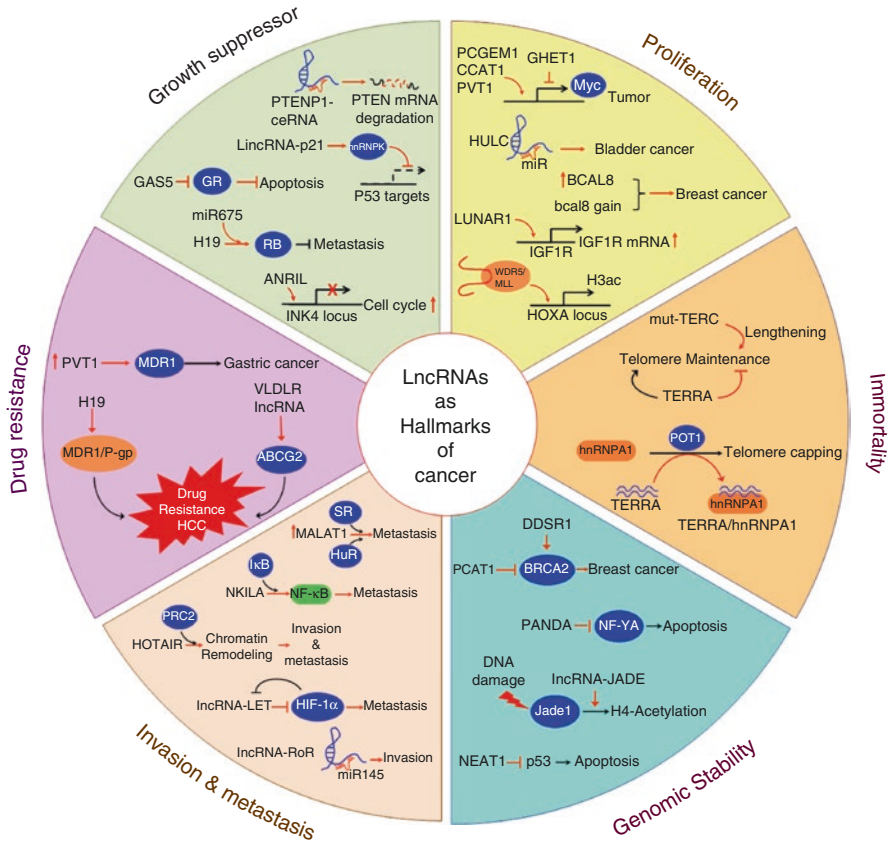 LncRNAs
as
Hallmarks
of
cancer
Growth suppressor
PTENP1-
ceRNA
PTEN mRNA
degradation
LincRNA-p21
hnRNPK
P53 targets
GAS5
GR
Apoptosis
miR675
H19
RB
Metastasis
ANRIL
INK4 locus
Cell cycle
Proliferation
PCGEM1
CCAT1
PVT1
GHET1
Myc
Tumor
HULC
miR
Bladder cancer
BCAL8
bcal8 gain
Breast cancer
LUNAR1
IGF1R
IGF1R mRNA
WDR5/
MLL
H3ac
HOXA locus
Immortality
mut-TERC
Lengthening
Telomere Maintenance
TERRA
hnRNPA1
POT1
Telomere capping
TERRA
hnRNPA1
TERRA/hnRNPA1
Genomic Stability
DDSR1
PCAT1
BRCA2
Breast cancer
PANDA
NF-YA
Apoptosis
DNA
damage
lncRNA-JADE
Jade1
H4-Acetylation
NEAT1
p53
Apoptosis
Invasion & metastasis
SR
MALAT1
Metastasis
HuR
IκB
NKILA
NF-κB
Metastasis
PRC2
HOTAIR
Chromatin
Remodeling
Invasion
&
metastasis
lncRNA-LET
HIF-1α
Metastasis
lncRNA-RoR
miR145
Invasion
Drug resistance
PVT1
MDR1
Gastric cancer
H19
MDR1/P-gp
VLDLR
lncRNA
ABCG2
Drug
Resistance
HCC